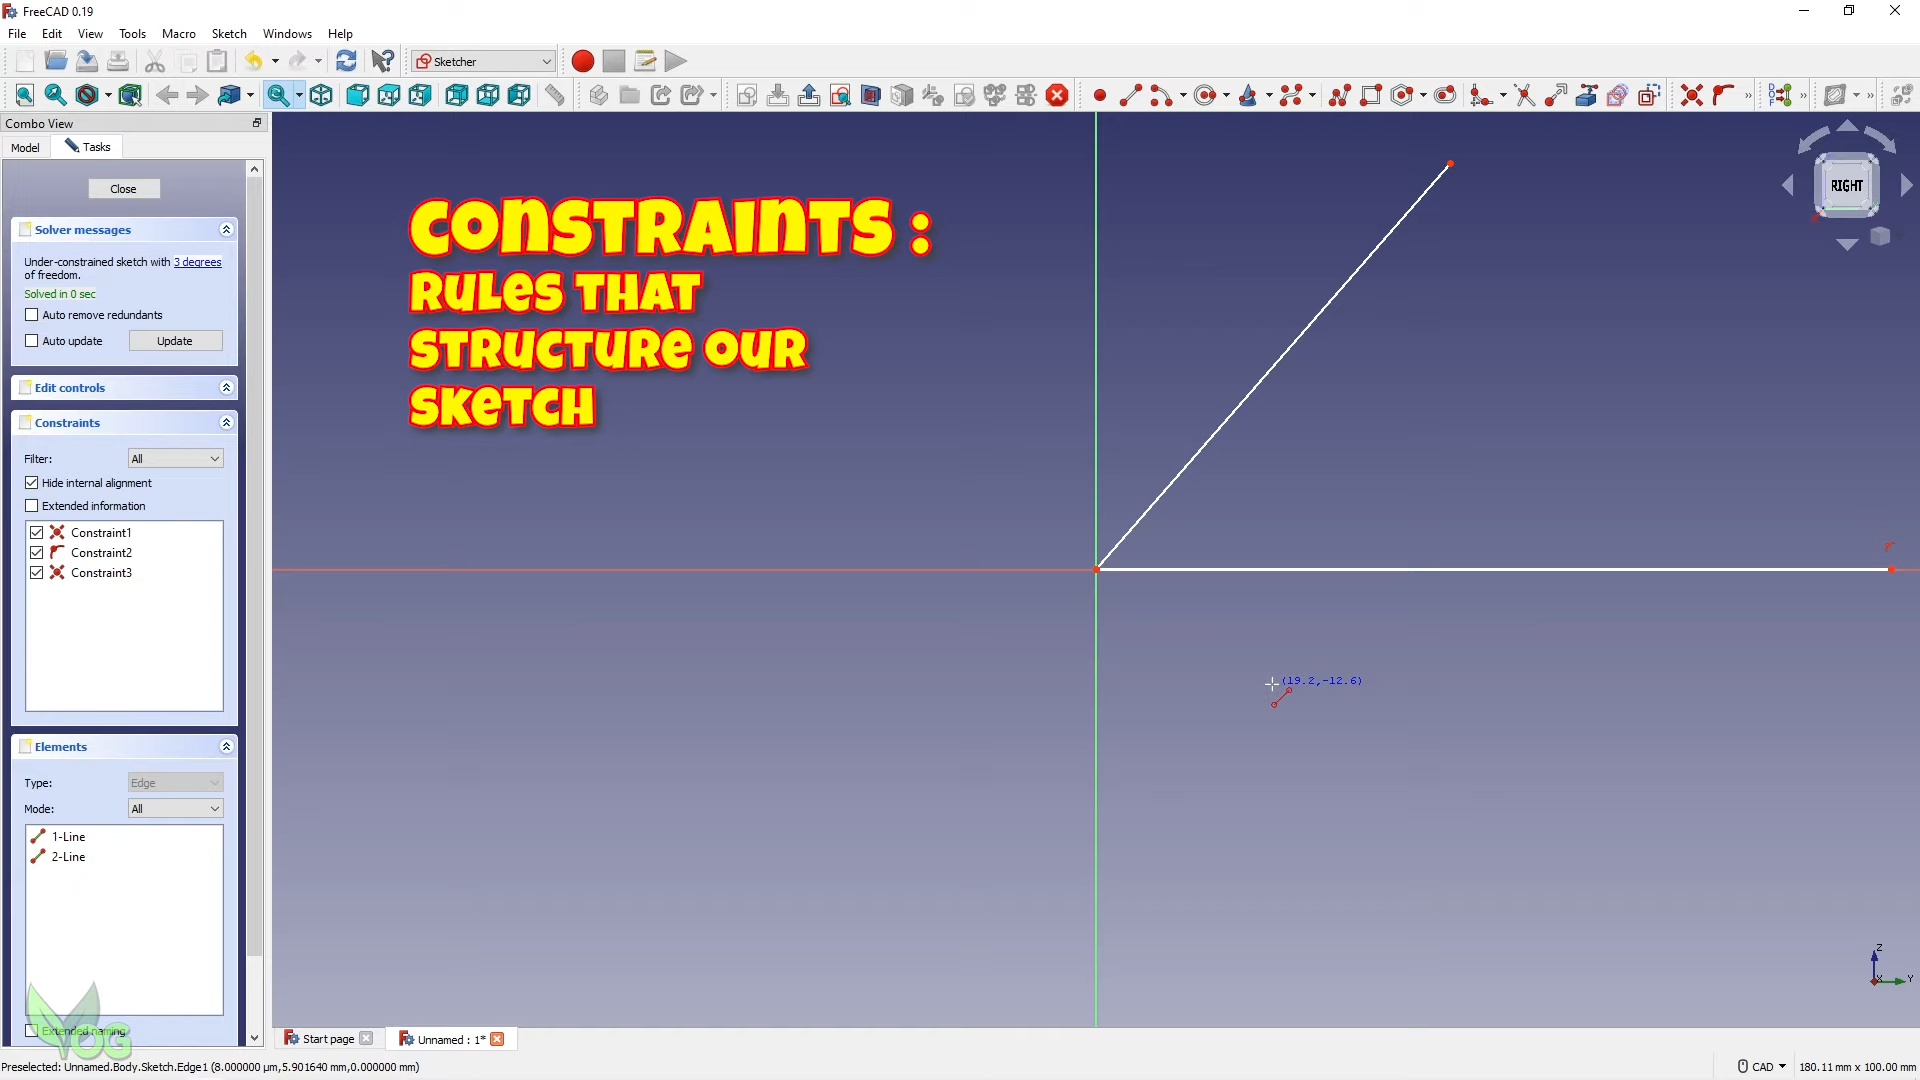 FreeCAD 0.19
File Edit View Tools Macro Sketch Windows Help
Sketcher
Combo View
Model Tasks
Close
Solver messages
Under-constrained sketch with 3 degrees
of freedom.
Solved in 0 sec
Auto remove redundants
Auto update Update
Edit controls
Constraints
Filter: All
Hide internal alignment
Extended information
Constraint1
Constraint2
Constraint3
Elements
Type: Edge
Mode: All
1-Line
2-Line
Extended naming
YOG
Constraints :
Rules that
structure our
sketch
RIGHT
(19.2,-12.6)
Z
X Y
Start page Unnamed : 1*
Preselected: Unnamed.Body.Sketch.Edge1 (8.000000 µm,5.901640 mm,0.000000 mm)
CAD 180.11 mm x 100.00 mm